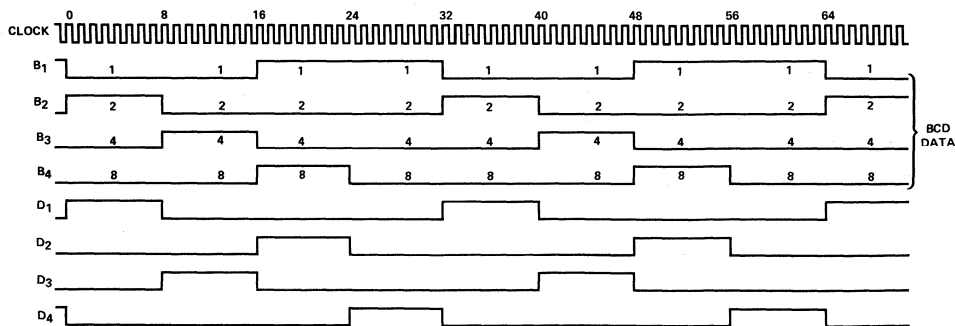 0 8 16 24 32 40 48 56 64
CLOCK
B1 1 1 1 1 1 1 1 1 1
B2 2 2 2 2 2 2 2 2 2
B3 4 4 4 4 4 4 4 4 4
B4 8 8 8 8 8 8 8 8 8
BCD
DATA
D1
D2
D3
D4